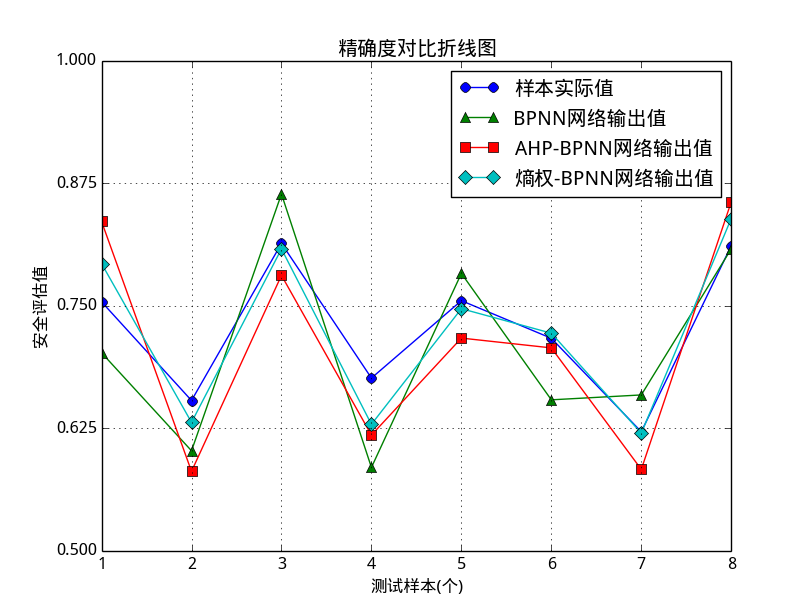 精确度对比折线图
1.000
0.875
0.750
0.625
0.500
安全评估值
样本实际值
BPNN网络输出值
AHP-BPNN网络输出值
熵权-BPNN网络输出值
1 2 3 4 5 6 7 8
测试样本(个)